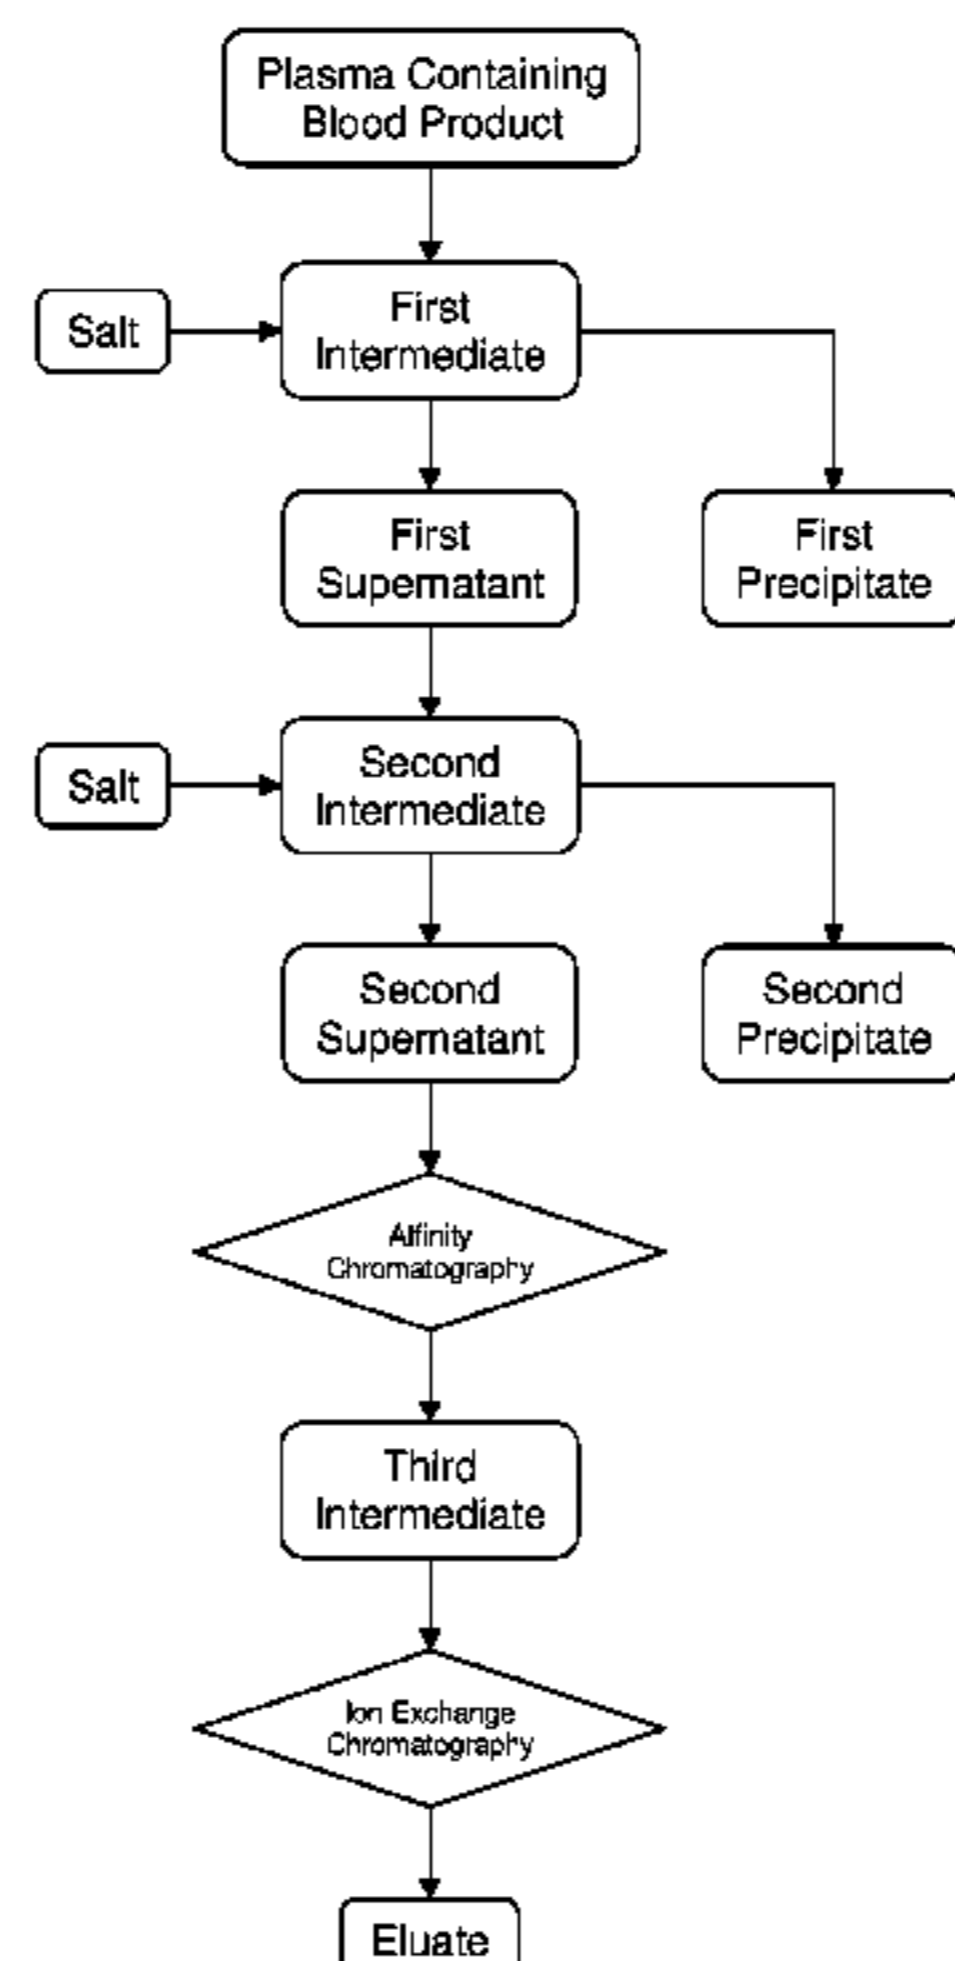 Plasma Containing
Blood Product
Salt
First
Intermediate
First
Supernatant
First
Precipitate
Salt
Second
Intermediate
Second
Supernatant
Second
Precipitate
Affinity
Chromatography
Third
Intermediate
Ion Exchange
Chromatography
Eluate